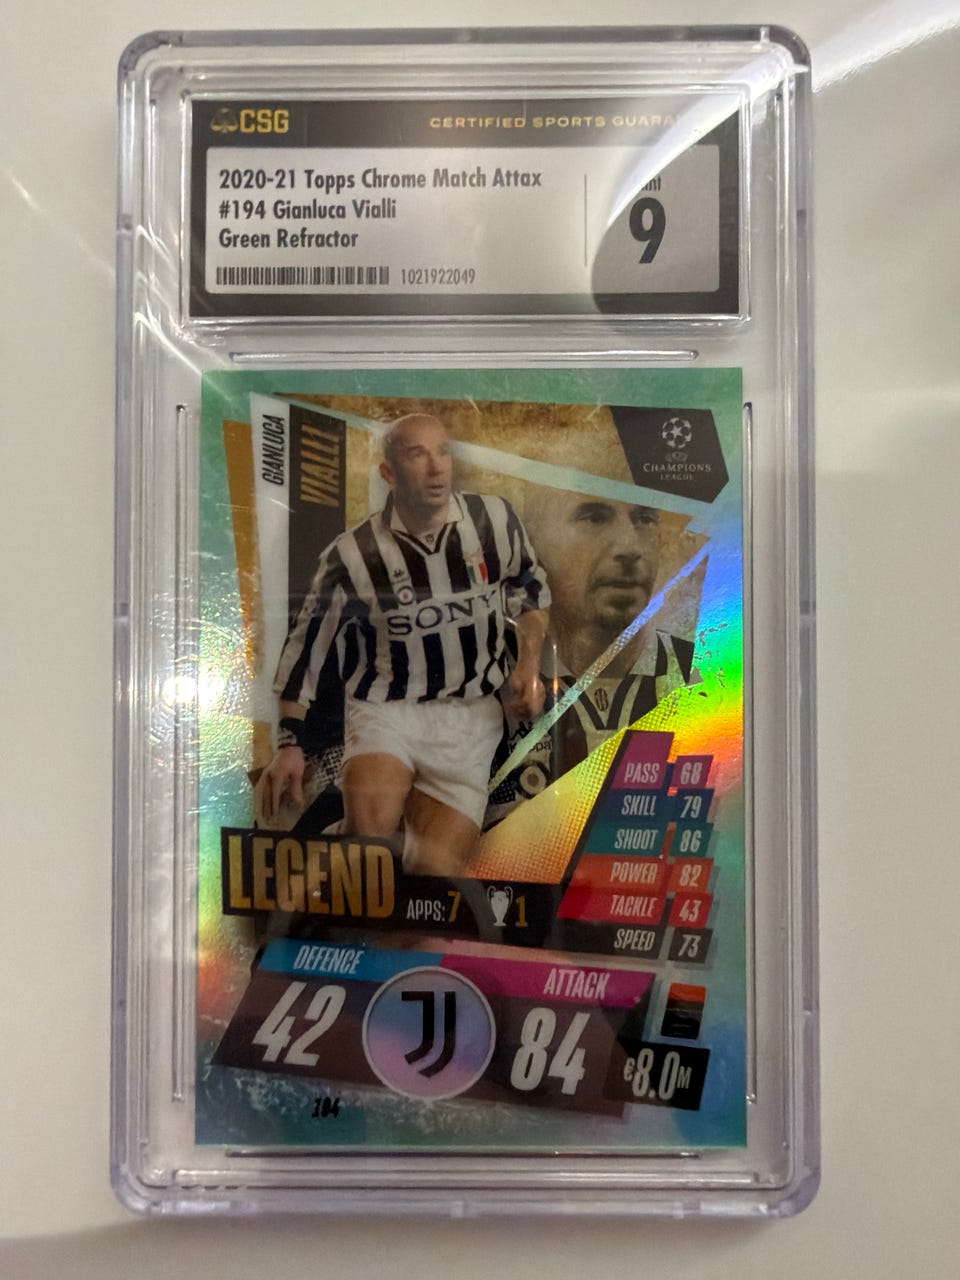 CSG
CERTIFIED SPORTS
2020-21 Topps Chrome Match Attax
#194 Gianluca Vialli
Green Refractor
9
1021922049
GIANLUCA
VIALLI
CHAMPIONS
LEAGUE
SONY
PASS 68
SKILL 79
SHOOT 86
POWER 82
TACKLE 43
SPEED 73
LEGEND
APPS:7
1
DEFENCE
42
ATTACK
84
€8.0M
194